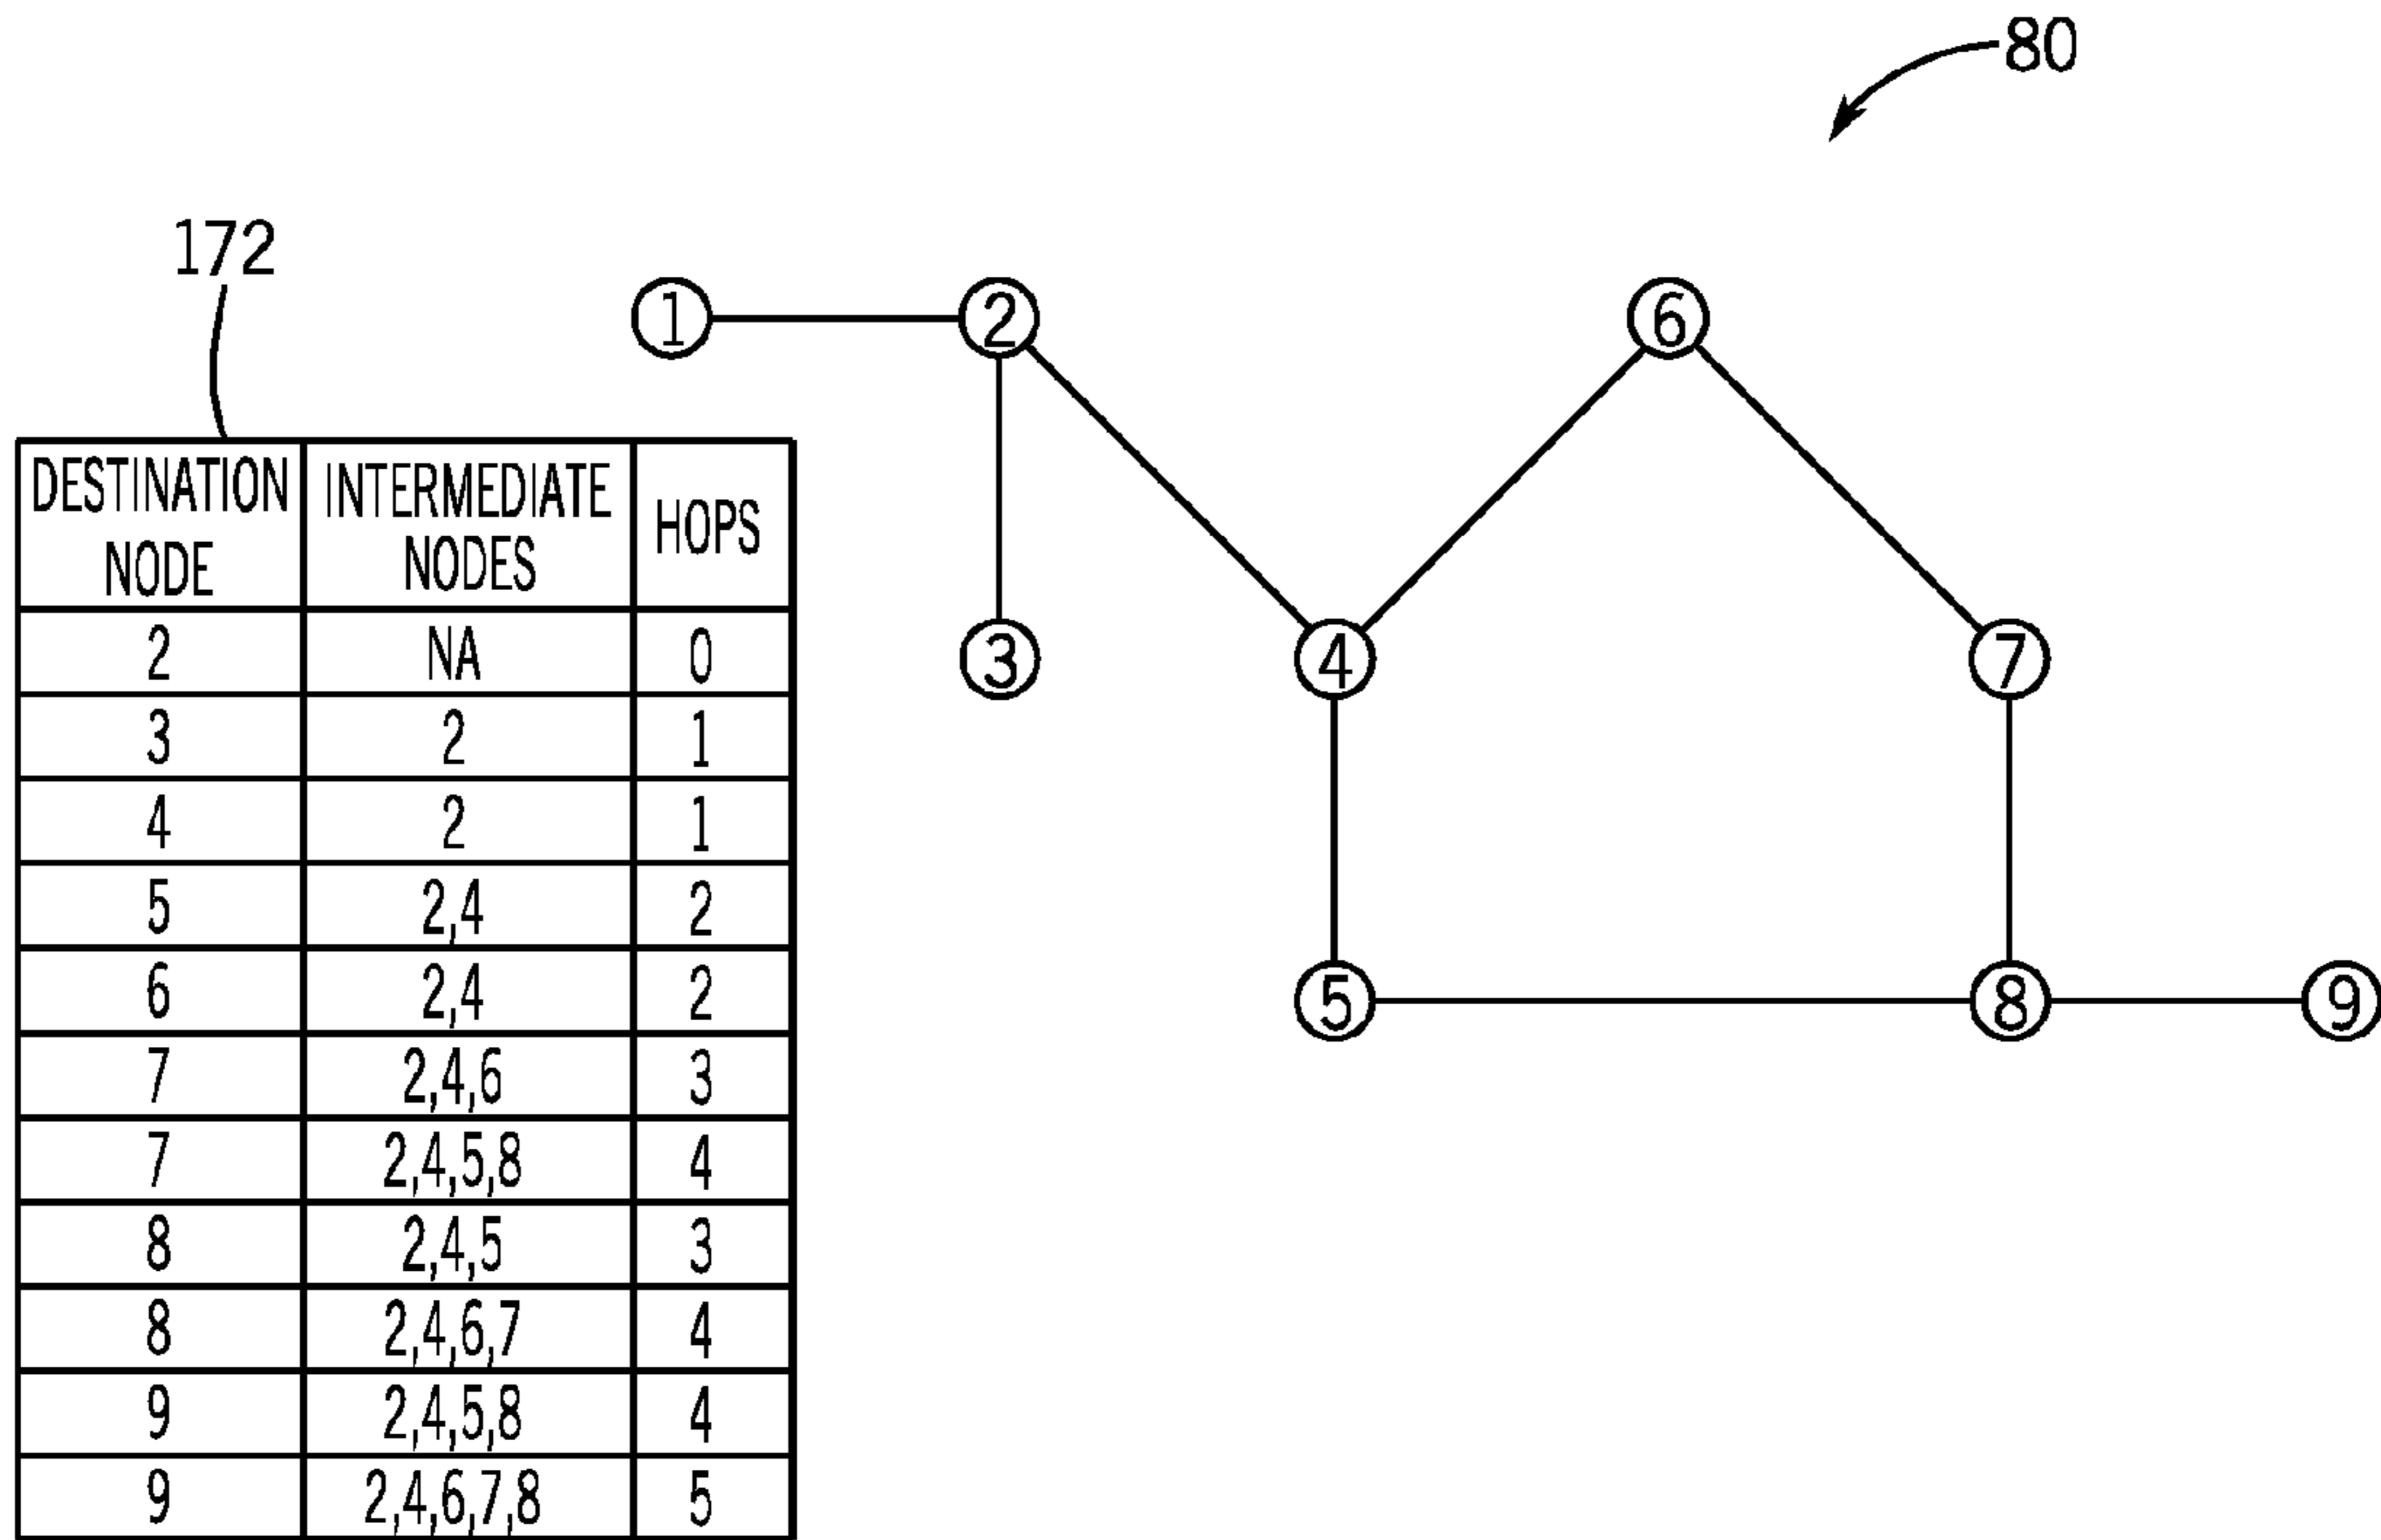 80
172
1 2 6
DESTINATION NODE INTERMEDIATE NODES HOPS
2 NA 0
3 2 1
4 2 1
5 2,4 2
6 2,4 2
7 2,4,6 3
7 2,4,5,8 4
8 2,4,5 3
8 2,4,6,7 4
9 2,4,5,8 4
9 2,4,6,7,8 5
3 4 7
5 8 9